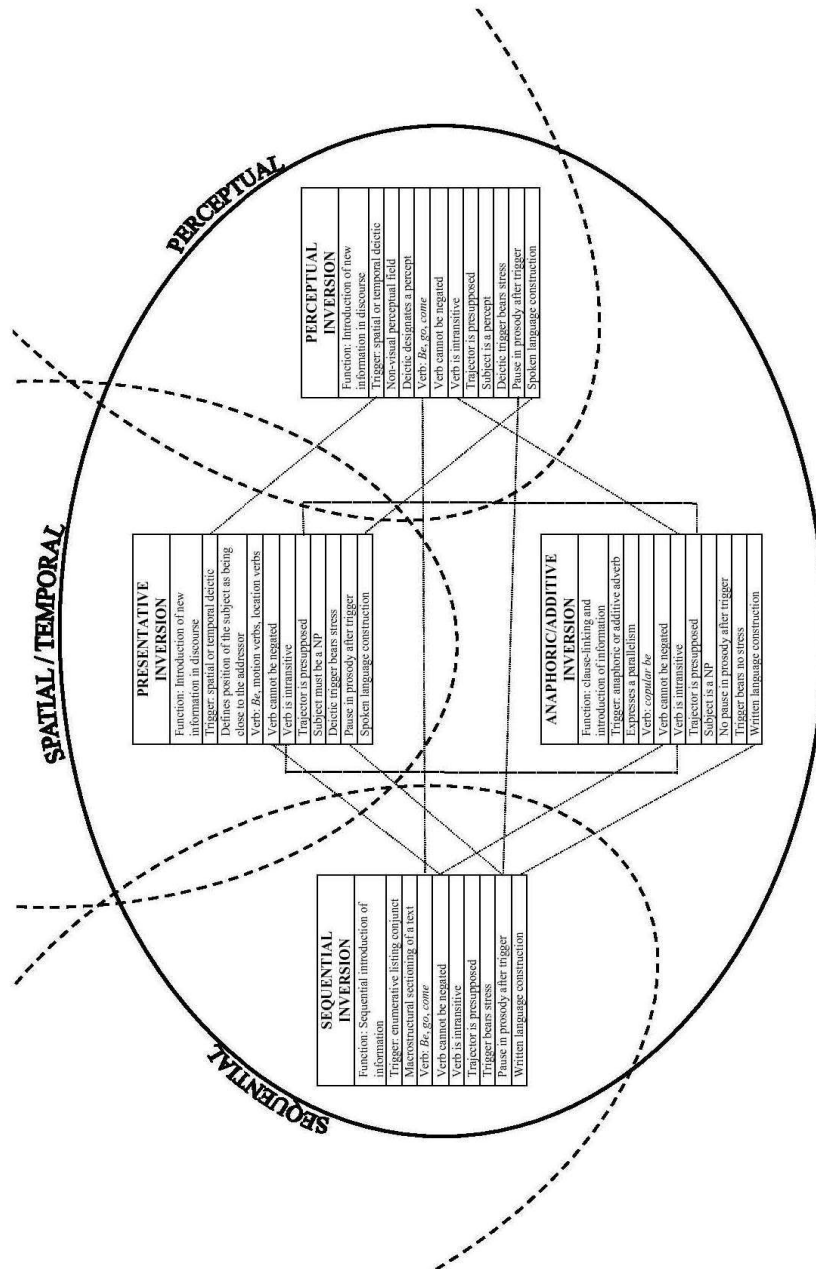 SPATIAL / TEMPORAL
SEQUENTIAL
PERCEPTUAL
PRESENTATIVE
INVERSION
Function: Introduction of new
information in discourse
Trigger: spatial or temporal deictic
Defines position of the subject as being
close to the addressor
Verb: Be, motion verbs, location verbs
Verb cannot be negated
Verb is intransitive
Trajector is presupposed
Subject must be a NP
Deictic trigger bears stress
Pause in prosody after trigger
Spoken language construction
SEQUENTIAL
INVERSION
Function: Sequential introduction of
information
Trigger: enumerative listing conjunct
Macrostructural sectioning of a text
Verb: Be, go, come
Verb cannot be negated
Verb is intransitive
Trajector is presupposed
Trigger bears stress
Pause in prosody after trigger
Written language construction
PERCEPTUAL
INVERSION
Function: Introduction of new
information in discourse
Trigger: spatial or temporal deictic
Non-visual perceptual field
Deictic designates a percept
Verb: Be, go, come
Verb cannot be negated
Verb is intransitive
Trajector is presupposed
Subject is a percept
Deictic trigger bears stress
Pause in prosody after trigger
Spoken language construction
ANAPHORIC/ADDITIVE
INVERSION
Function: clause-linking and
introduction of information
Trigger: anaphoric or additive adverb
Expresses a parallelism
Verb: copular be
Verb cannot be negated
Verb is intransitive
Trajector is presupposed
Subject is a NP
No pause in prosody after trigger
Trigger bears no stress
Written language construction